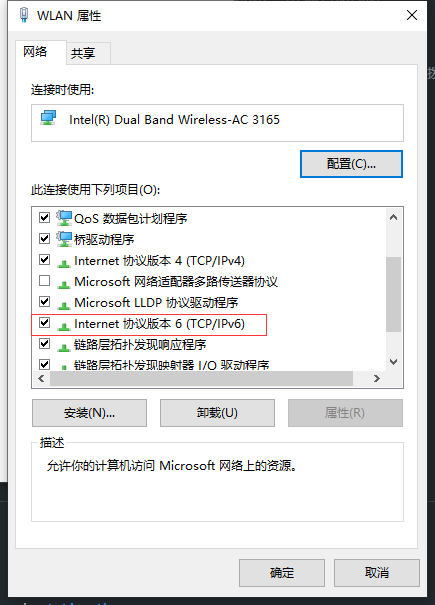 WLAN 属性
网络
共享
连接时使用:
Intel(R) Dual Band Wireless-AC 3165
配置(C)...
此连接使用下列项目(O):
QoS 数据包计划程序
桥驱动程序
Internet 协议版本 4 (TCP/IPv4)
Microsoft 网络适配器多路传送器协议
Microsoft LLDP 协议驱动程序
Internet 协议版本 6 (TCP/IPv6)
链路层拓扑发现响应程序
链路层拓扑发现映射器 I/O 驱动程序
安装(N)...
卸载(U)
属性(R)
描述
允许你的计算机访问 Microsoft 网络上的资源。
确定
取消